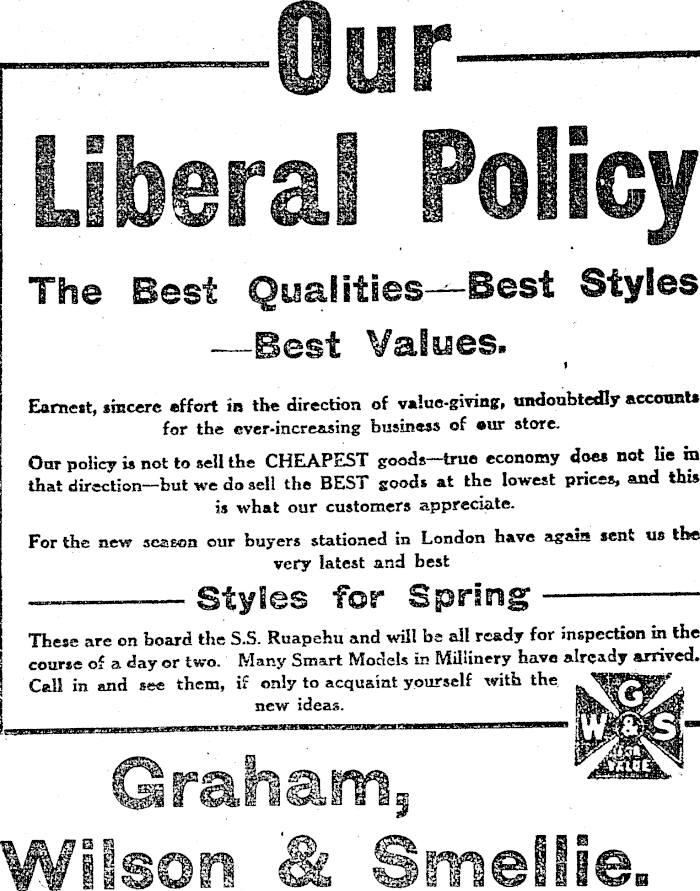 Our
Liberal Policy
The Best Qualities—Best Styles
—Best Values.
Earnest, sincere effort in the direction of value-giving, undoubtedly accounts
for the ever-increasing business of our store.
Our policy is not to sell the CHEAPEST goods—true economy does not lie in
that direction—but we do sell the BEST goods at the lowest prices, and this
is what our customers appreciate.
For the new season our buyers stationed in London have again sent us the
very latest and best
Styles for Spring
These are on board the S.S. Ruapehu and will be all ready for inspection in the
course of a day or two. Many Smart Models in Millinery have already arrived.
Call in and see them, if only to acquaint yourself with the
new ideas.
G
W & S
VALUE
Graham,
Wilson & Smellie.